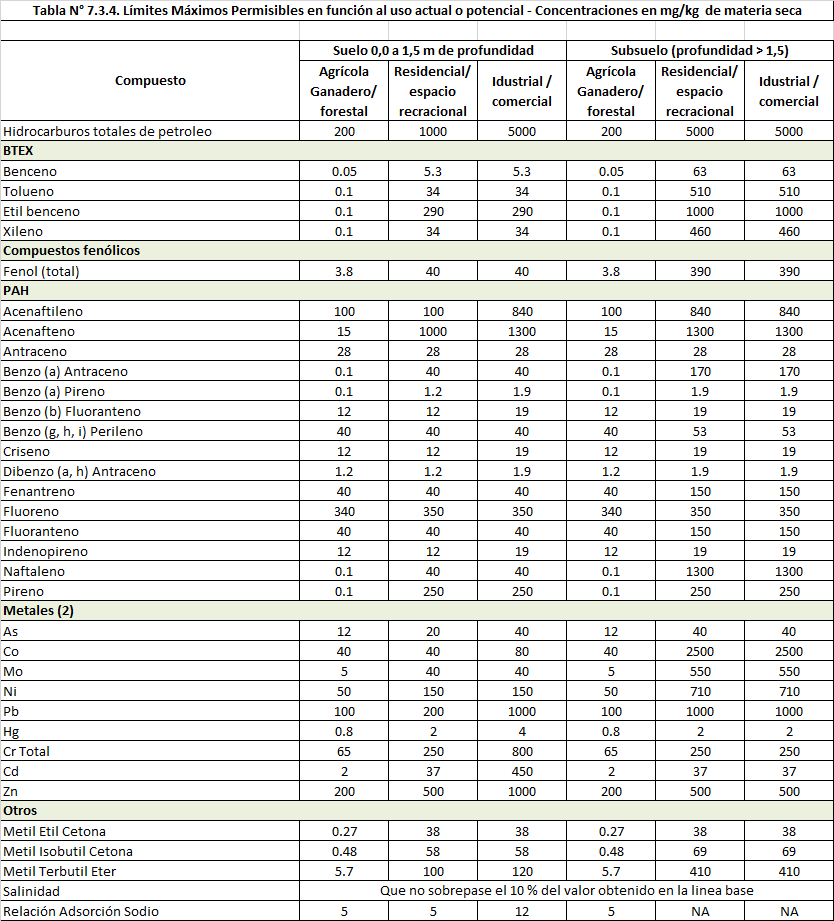 Tabla N° 7.3.4. Límites Máximos Permisibles en función al uso actual o potencial - Concentraciones en mg/kg de materia seca
Compuesto
Suelo 0,0 a 1,5 m de profundidad
Subsuelo (profundidad > 1,5)
Agrícola Ganadero/ forestal
Residencial/ espacio recracional
Idustrial / comercial
Agrícola Ganadero/ forestal
Residencial/ espacio recracional
Idustrial / comercial
Hidrocarburos totales de petroleo 200 1000 5000 200 5000 5000
BTEX
Benceno 0.05 5.3 5.3 0.05 63 63
Tolueno 0.1 34 34 0.1 510 510
Etil benceno 0.1 290 290 0.1 1000 1000
Xileno 0.1 34 34 0.1 460 460
Compuestos fenólicos
Fenol (total) 3.8 40 40 3.8 390 390
PAH
Acenaftileno 100 100 840 100 840 840
Acenafteno 15 1000 1300 15 1300 1300
Antraceno 28 28 28 28 28 28
Benzo (a) Antraceno 0.1 40 40 0.1 170 170
Benzo (a) Pireno 0.1 1.2 1.9 0.1 1.9 1.9
Benzo (b) Fluoranteno 12 12 19 12 19 19
Benzo (g, h, i) Perileno 40 40 40 40 53 53
Criseno 12 12 19 12 19 19
Dibenzo (a, h) Antraceno 1.2 1.2 1.9 1.2 1.9 1.9
Fenantreno 40 40 40 40 150 150
Fluoreno 340 350 350 340 350 350
Fluoranteno 40 40 40 40 150 150
Indenopireno 12 12 19 12 19 19
Naftaleno 0.1 40 40 0.1 1300 1300
Pireno 0.1 250 250 0.1 250 250
Metales (2)
As 12 20 40 12 40 40
Co 40 40 80 40 2500 2500
Mo 5 40 40 5 550 550
Ni 50 150 150 50 710 710
Pb 100 200 1000 100 1000 1000
Hg 0.8 2 4 0.8 2 2
Cr Total 65 250 800 65 250 250
Cd 2 37 450 2 37 37
Zn 200 500 1000 200 500 500
Otros
Metil Etil Cetona 0.27 38 38 0.27 38 38
Metil Isobutil Cetona 0.48 58 58 0.48 69 69
Metil Terbutil Eter 5.7 100 120 5.7 410 410
Salinidad Que no sobrepase el 10 % del valor obtenido en la linea base
Relación Adsorción Sodio 5 5 12 5 NA NA